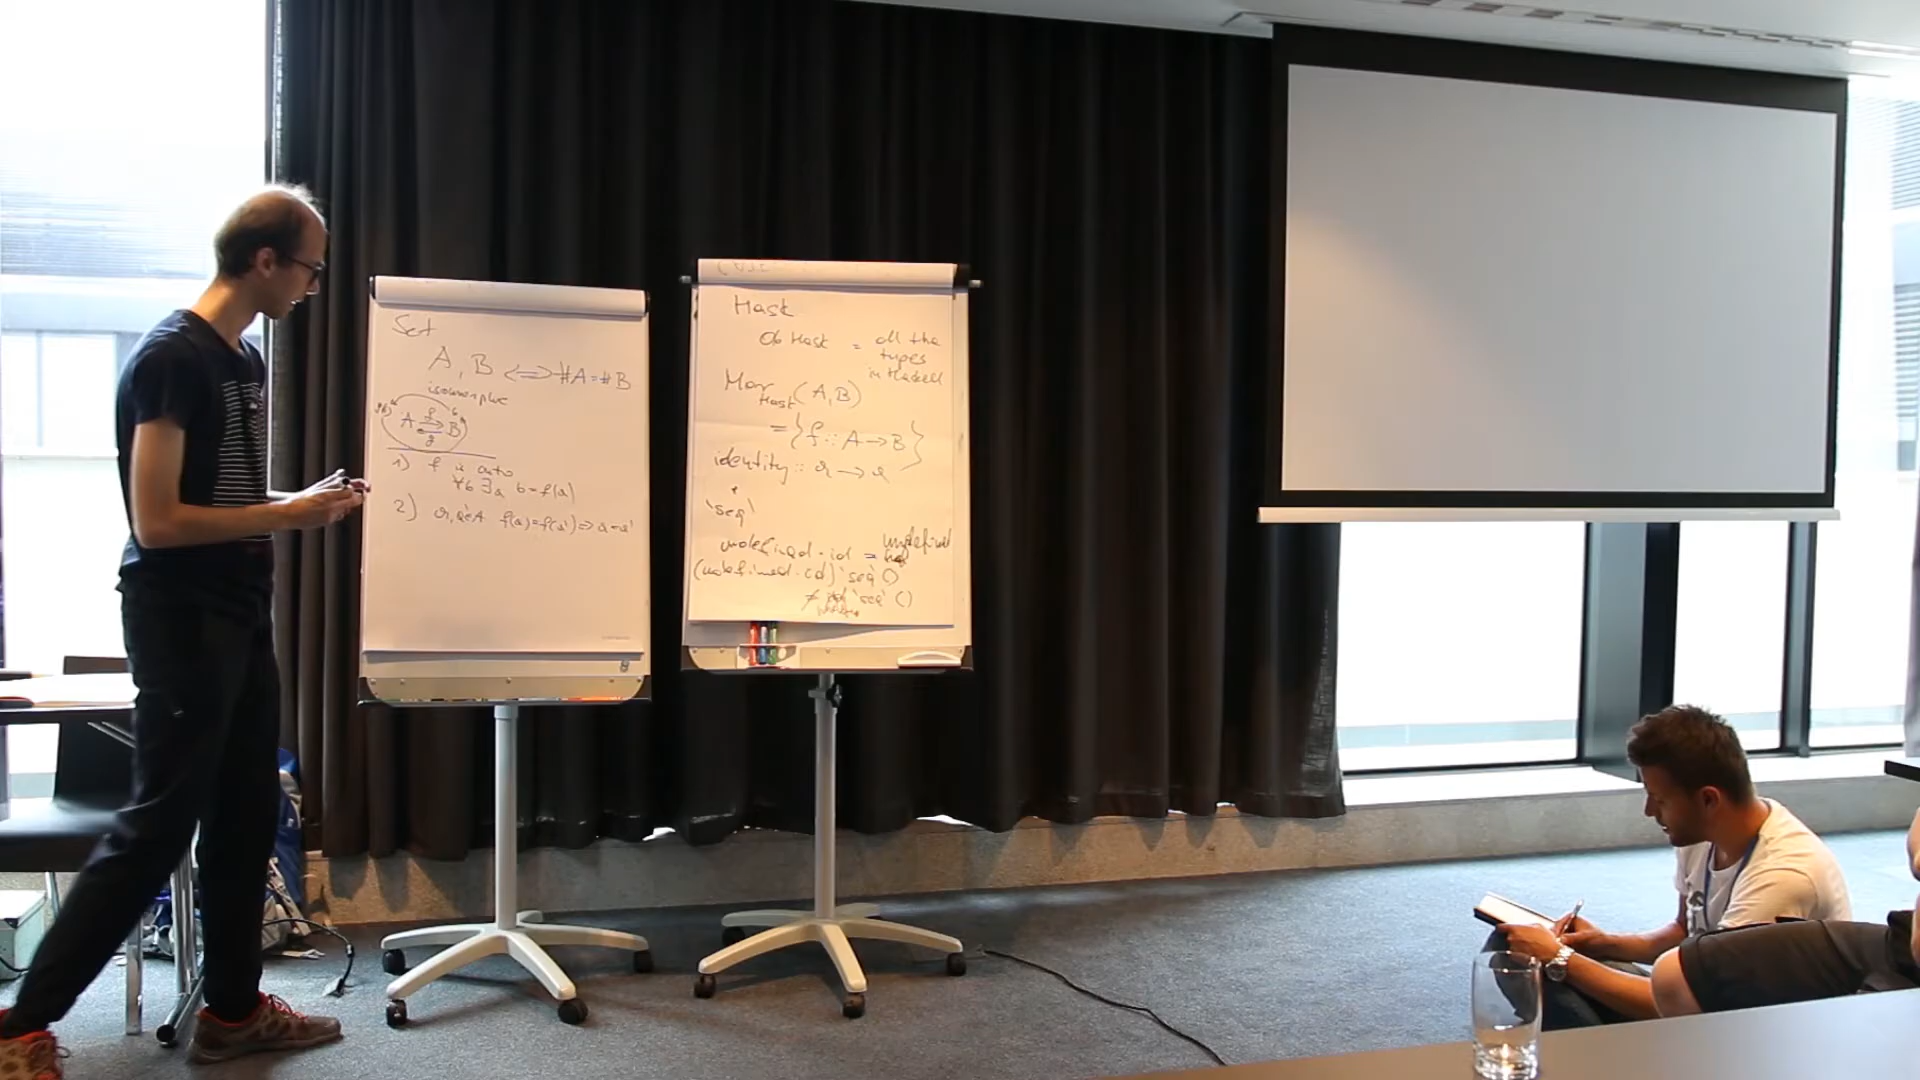 Set
A, B <=> #A = #B
isomorphic
A f B
g
1) f is onto
∀b ∃a b = f(a)
2) a, a'∈A f(a) = f(a') => a = a'
Hask
Ob Hask = all the
types
in Haskell
Mor Hask (A, B)
= { f :: A -> B }
identity :: a -> a
`seq`
undefined . id = undefined
(undefined . id) `seq` ()
≠ `seq` ()